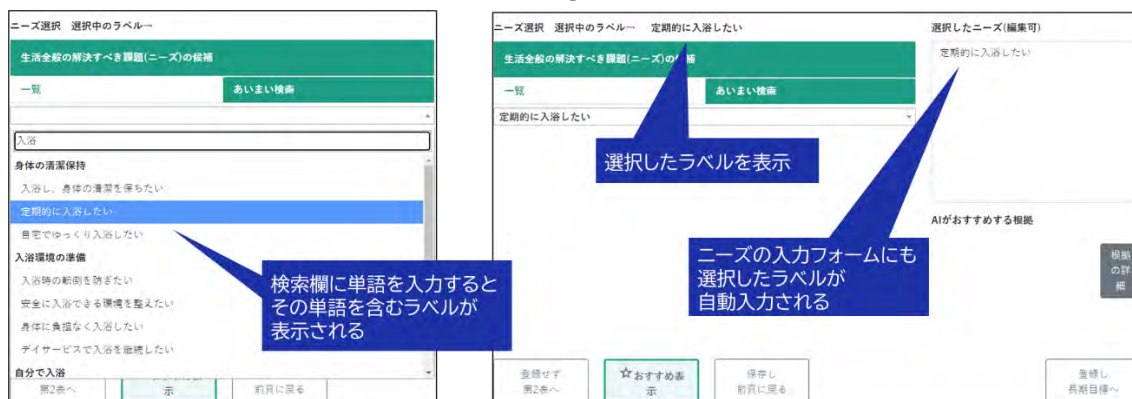 ニーズ選択 選択中のラベル→
生活全般の解決すべき課題(ニーズ)の候補
一覧
あいまい検索
入浴
身体の清潔保持
入浴し、身体の清潔を保ちたい
定期的に入浴したい
自宅でゆっくり入浴したい
入浴環境の準備
入浴時の転倒を防ぎたい
安全に入浴できる環境を整えたい
身体に負担なく入浴したい
デイサービスで入浴を継続したい
自分で入浴
第2表へ
示
前頁に戻る
検索欄に単語を入力すると
その単語を含むラベルが
表示される
ニーズ選択 選択中のラベル→ 定期的に入浴したい
生活全般の解決すべき課題(ニーズ)の候補
一覧
あいまい検索
定期的に入浴したい
選択したラベルを表示
選択したニーズ(編集可)
定期的に入浴したい
AIがおすすめする根拠
根拠
の詳
細
ニーズの入力フォームにも
選択したラベルが
自動入力される
登録せず
第2表へ
☆おすすめ表
示
保存し
前頁に戻る
登録し
長期目標へ